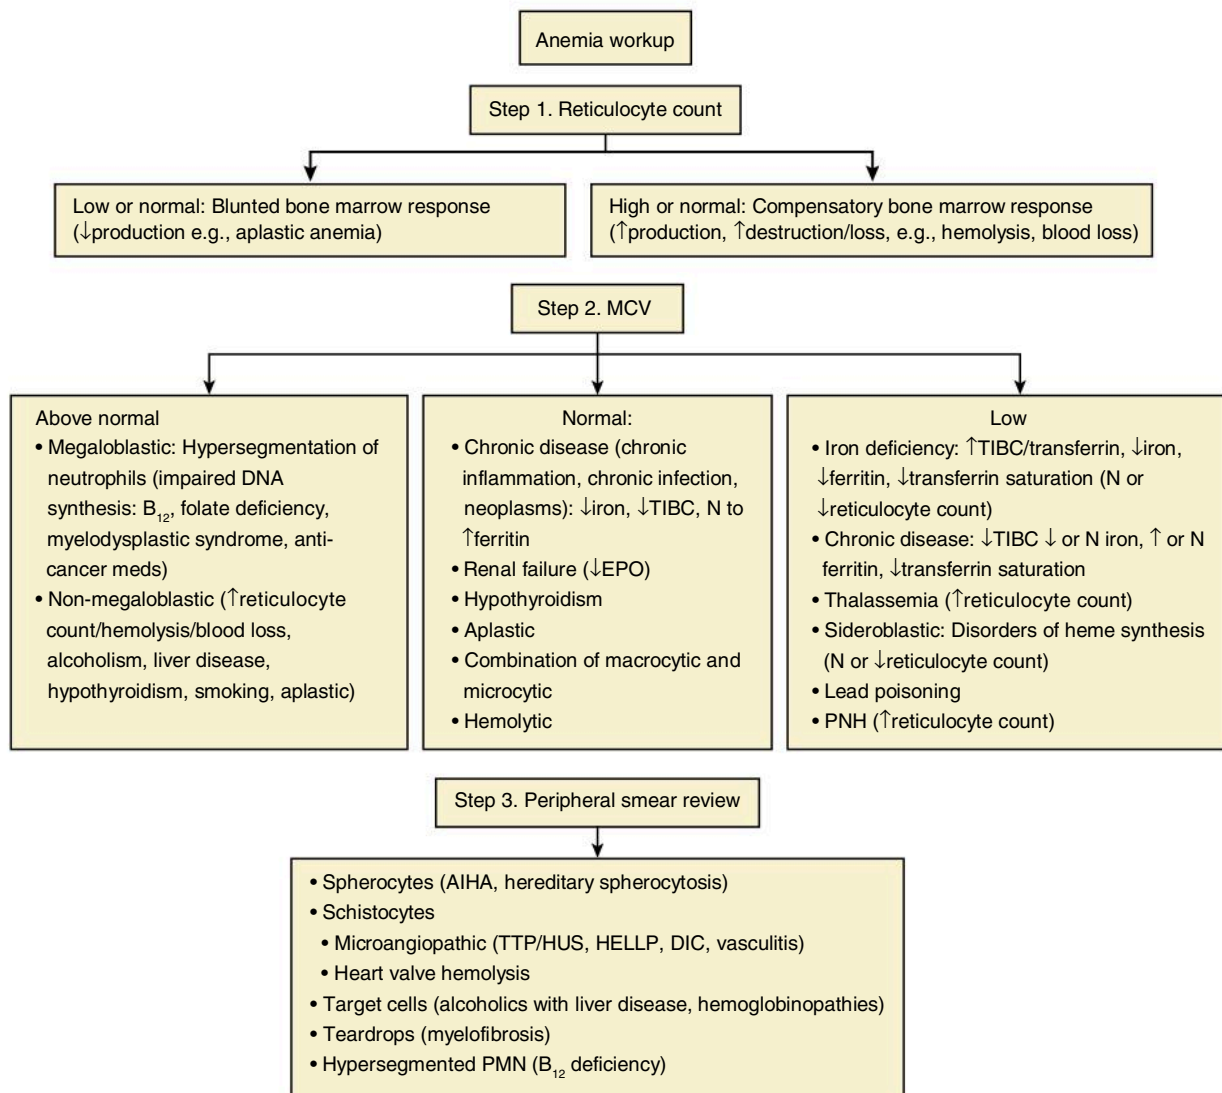 Anemia workup
Step 1. Reticulocyte count
Low or normal: Blunted bone marrow response
(↓production e.g., aplastic anemia)
High or normal: Compensatory bone marrow response
(↑production, ↑destruction/loss, e.g., hemolysis, blood loss)
Step 2. MCV
Above normal
• Megaloblastic: Hypersegmentation of
neutrophils (impaired DNA
synthesis: B₁₂, folate deficiency,
myelodysplastic syndrome, anti-
cancer meds)
• Non-megaloblastic (↑reticulocyte
count/hemolysis/blood loss,
alcoholism, liver disease,
hypothyroidism, smoking, aplastic)
Normal:
• Chronic disease (chronic
inflammation, chronic infection,
neoplasms): ↓iron, ↓TIBC, N to
↑ferritin
• Renal failure (↓EPO)
• Hypothyroidism
• Aplastic
• Combination of macrocytic and
microcytic
• Hemolytic
Low
• Iron deficiency: ↑TIBC/transferrin, ↓iron,
↓ferritin, ↓transferrin saturation (N or
↓reticulocyte count)
• Chronic disease: ↓TIBC ↓ or N iron, ↑ or N
ferritin, ↓transferrin saturation
• Thalassemia (↑reticulocyte count)
• Sideroblastic: Disorders of heme synthesis
(N or ↓reticulocyte count)
• Lead poisoning
• PNH (↑reticulocyte count)
Step 3. Peripheral smear review
• Spherocytes (AIHA, hereditary spherocytosis)
• Schistocytes
• Microangiopathic (TTP/HUS, HELLP, DIC, vasculitis)
• Heart valve hemolysis
• Target cells (alcoholics with liver disease, hemoglobinopathies)
• Teardrops (myelofibrosis)
• Hypersegmented PMN (B₁₂ deficiency)